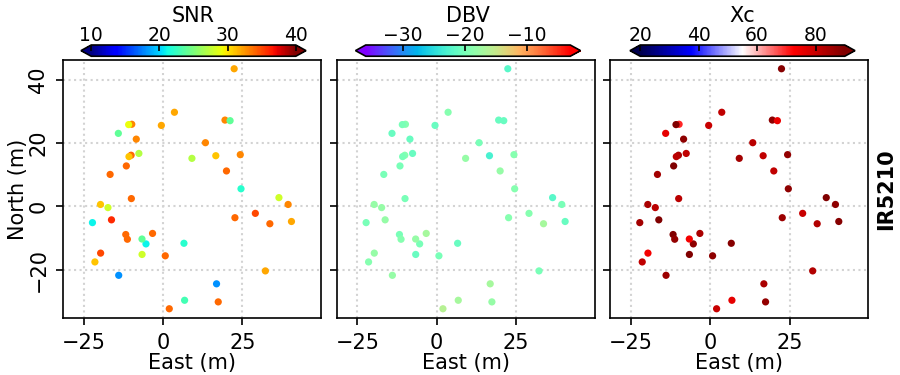 SNR DBV Xc
10 20 30 40 −30 −20 −10 20 40 60 80
40
20
0
−20
North (m)
IR5210
−25 0 25 −25 0 25 −25 0 25
East (m) East (m) East (m)